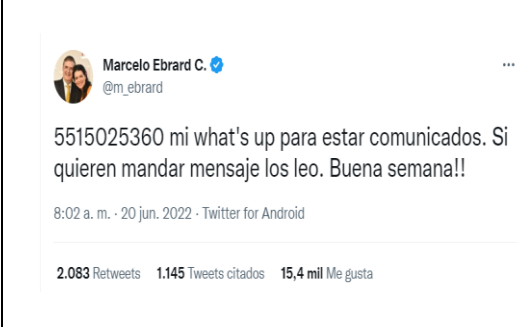 Marcelo Ebrard C.
@m_ebrard
5515025360 mi what's up para estar comunicados. Si
quieren mandar mensaje los leo. Buena semana!!
8:02 a. m. · 20 jun. 2022 · Twitter for Android
2.083 Retweets 1.145 Tweets citados 15,4 mil Me gusta